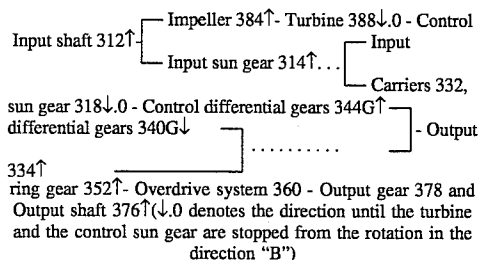 Impeller 384↑- Turbine 388↓.0 - Control
Input shaft 312↑-
Input
Input sun gear 314↑...
Carriers 332,
sun gear 318↓.0 - Control differential gears 344G↑
differential gears 340G↓
- Output
..........
334↑
ring gear 352↑- Overdrive system 360 - Output gear 378 and
Output shaft 376↑(↓.0 denotes the direction until the turbine
and the control sun gear are stopped from the rotation in the
direction “B”)